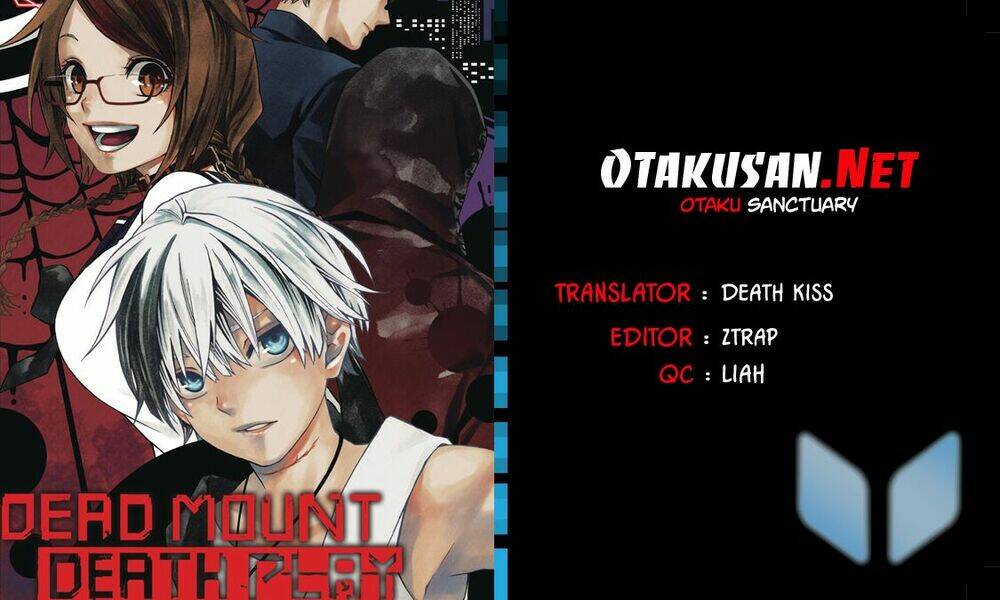 DEAD MOUNT
DEATH PLAY
OTAKUSAN.NET
OTAKU SANCTUARY
TRANSLATOR : DEATH KISS
EDITOR : ZTRAP
QC : LIAH